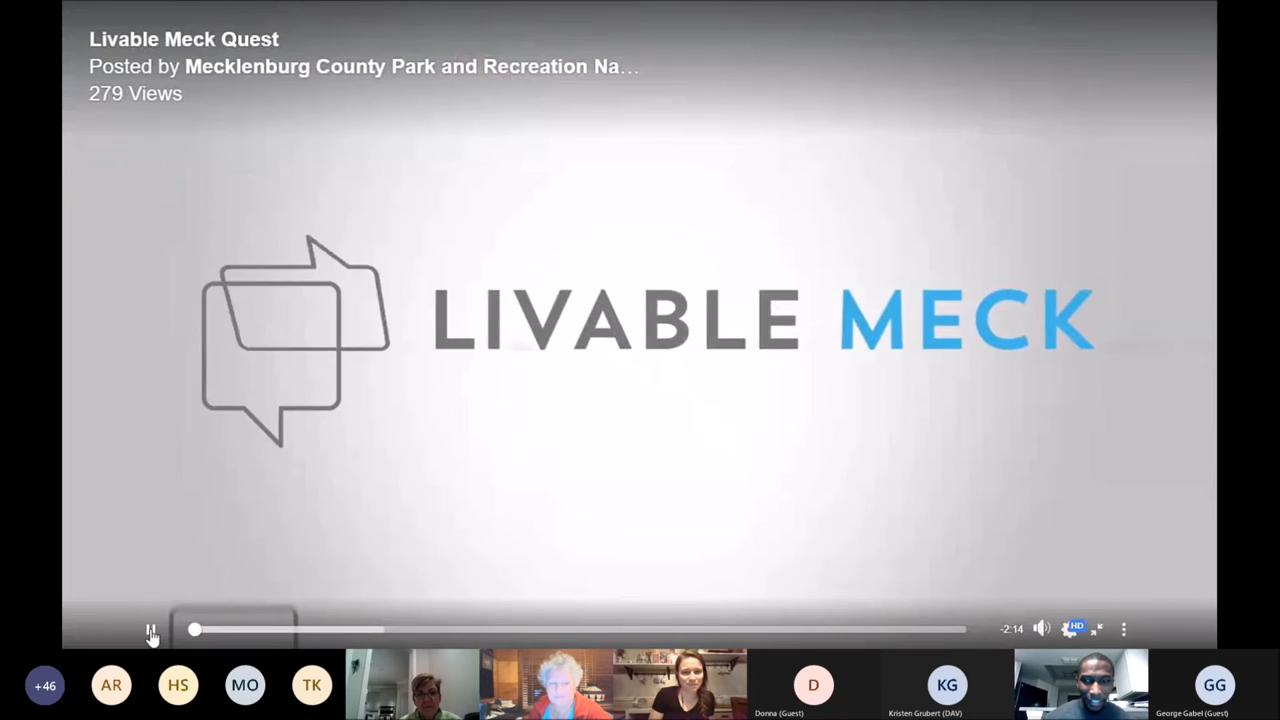 Livable Meck Quest
Posted by Mecklenburg County Park and Recreation Na…
279 Views
LIVABLE MECK
-2:14
HD
+46
AR
HS
MO
TK
D
KG
GG
Donna (Guest)
Kristen Grubert (DAV)
George Gabel (Guest)